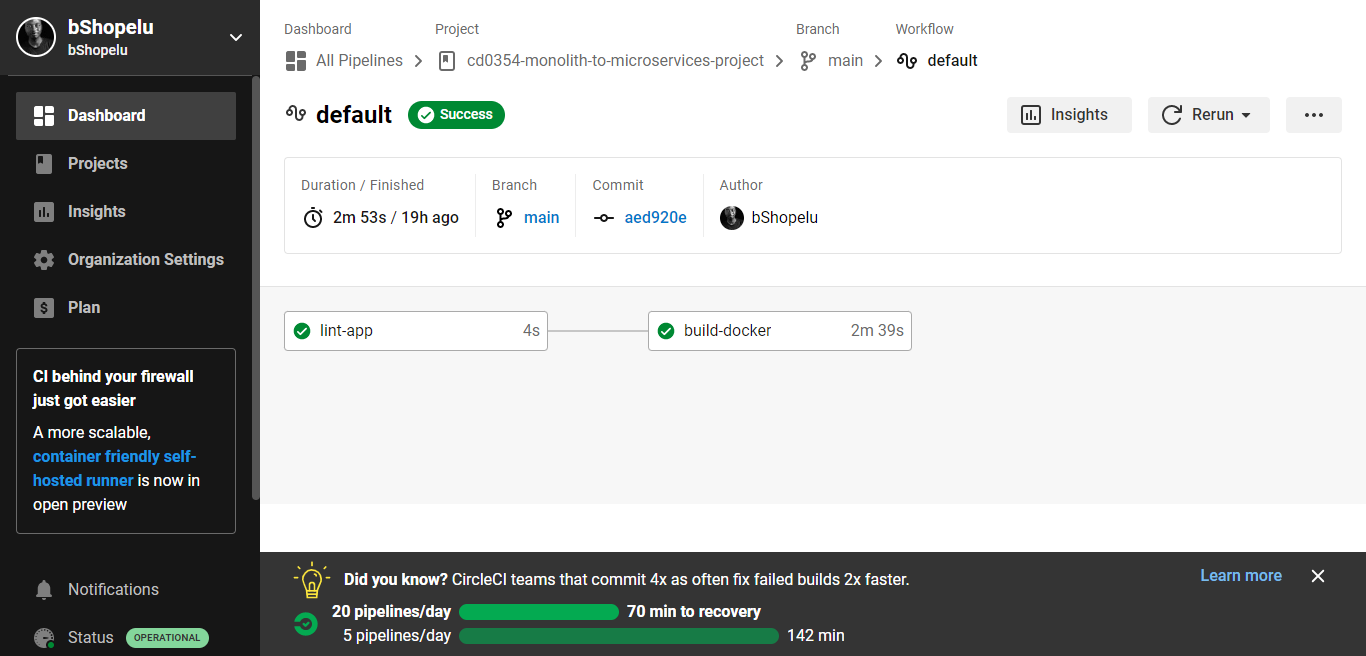 bShopelu
bShopelu
Dashboard
Projects
Insights
Organization Settings
Plan
CI behind your firewall
just got easier
A more scalable,
container friendly self-
hosted runner is now in
open preview
Notifications
Status OPERATIONAL
Dashboard Project Branch Workflow
All Pipelines cd0354-monolith-to-microservices-project main default
default Success Insights Rerun
Duration / Finished Branch Commit Author
2m 53s / 19h ago main aed920e bShopelu
lint-app 4s build-docker 2m 39s
Did you know? CircleCI teams that commit 4x as often fix failed builds 2x faster. Learn more
20 pipelines/day 70 min to recovery
5 pipelines/day 142 min